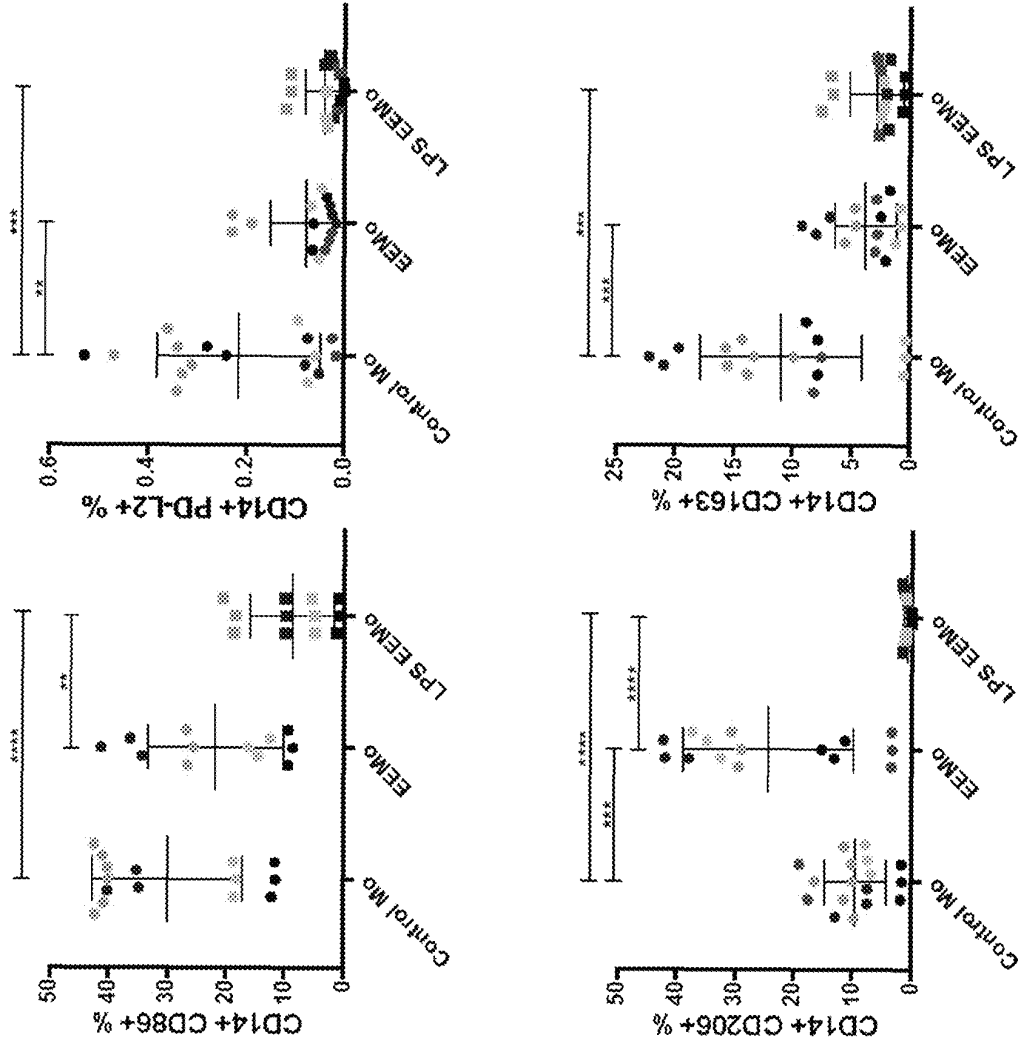 CD14+ CD86+ %
50
40
30
20
10
0
****
**
Control Mo
EEMo
LPS EEMo
CD14+ PD-L2+ %
0.6
0.4
0.2
0.0
***
**
Control Mo
EEMo
LPS EEMo
CD14+ CD206+ %
50
40
30
20
10
0
****
****
***
Control Mo
EEMo
LPS EEMo
CD14+ CD163+ %
25
20
15
10
5
0
***
***
Control Mo
EEMo
LPS EEMo